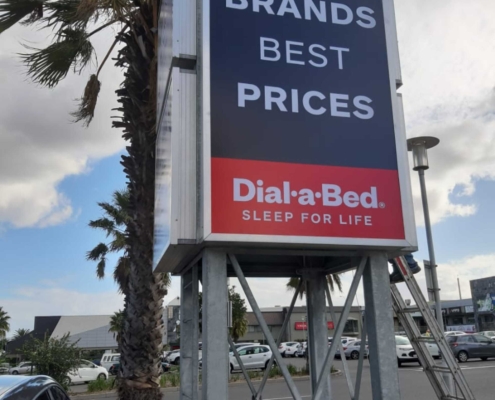 BRANDS
BEST
PRICES
Dial·a·Bed®
SLEEP FOR LIFE